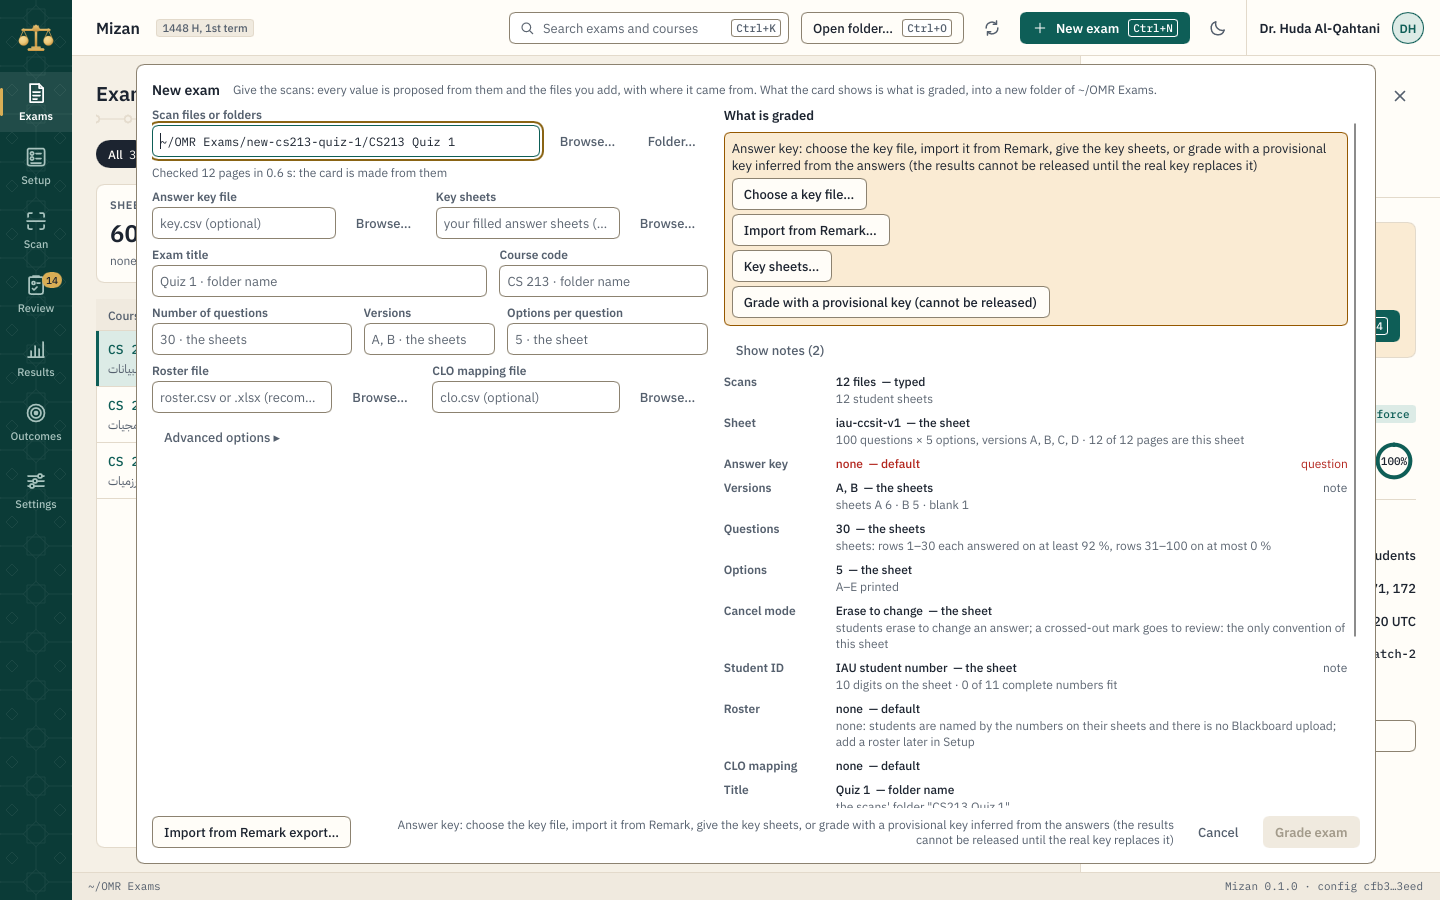 Mizan
1448 H, 1st term
Search exams and courses
Ctrl+K
Open folder...
Ctrl+O
New exam
Ctrl+N
Dr. Huda Al-Qahtani
DH
Exams
Setup
Scan
14
Review
Results
Outcomes
Settings
All 3
60
none
New exam
Give the scans: every value is proposed from them and the files you add, with where it came from. What the card shows is what is graded, into a new folder of ~/OMR Exams.
Scan files or folders
~/OMR Exams/new-cs213-quiz-1/CS213 Quiz 1
Browse...
Folder...
Checked 12 pages in 0.6 s: the card is made from them
Answer key file
key.csv (optional)
Browse...
Key sheets
your filled answer sheets (...
Browse...
Exam title
Quiz 1 · folder name
Course code
CS 213 · folder name
Number of questions
30 · the sheets
Versions
A, B · the sheets
Options per question
5 · the sheet
Roster file
roster.csv or .xlsx (recom...
Browse...
CLO mapping file
clo.csv (optional)
Browse...
Advanced options ▸
What is graded
Answer key: choose the key file, import it from Remark, give the key sheets, or grade with a provisional
key inferred from the answers (the results cannot be released until the real key replaces it)
Choose a key file...
Import from Remark...
Key sheets...
Grade with a provisional key (cannot be released)
Show notes (2)
Scans
12 files — typed
12 student sheets
Sheet
iau-ccsit-v1 — the sheet
100 questions × 5 options, versions A, B, C, D · 12 of 12 pages are this sheet
Answer key
none — default
question
Versions
A, B — the sheets
note
sheets A 6 · B 5 · blank 1
Questions
30 — the sheets
sheets: rows 1–30 each answered on at least 92 %, rows 31–100 on at most 0 %
Options
5 — the sheet
A–E printed
Cancel mode
Erase to change — the sheet
students erase to change an answer; a crossed-out mark goes to review: the only convention of
this sheet
Student ID
IAU student number — the sheet
note
10 digits on the sheet · 0 of 11 complete numbers fit
Roster
none — default
none: students are named by the numbers on their sheets and there is no Blackboard upload;
add a roster later in Setup
CLO mapping
none — default
Title
Quiz 1 — folder name
the scans' folder "CS213 Quiz 1"
Import from Remark export...
Answer key: choose the key file, import it from Remark, give the key sheets, or grade with a provisional key inferred from the answers (the results
cannot be released until the real key replaces it)
Cancel
Grade exam
100%
20 UTC
~/OMR Exams
Mizan 0.1.0 · config cfb3…3eed